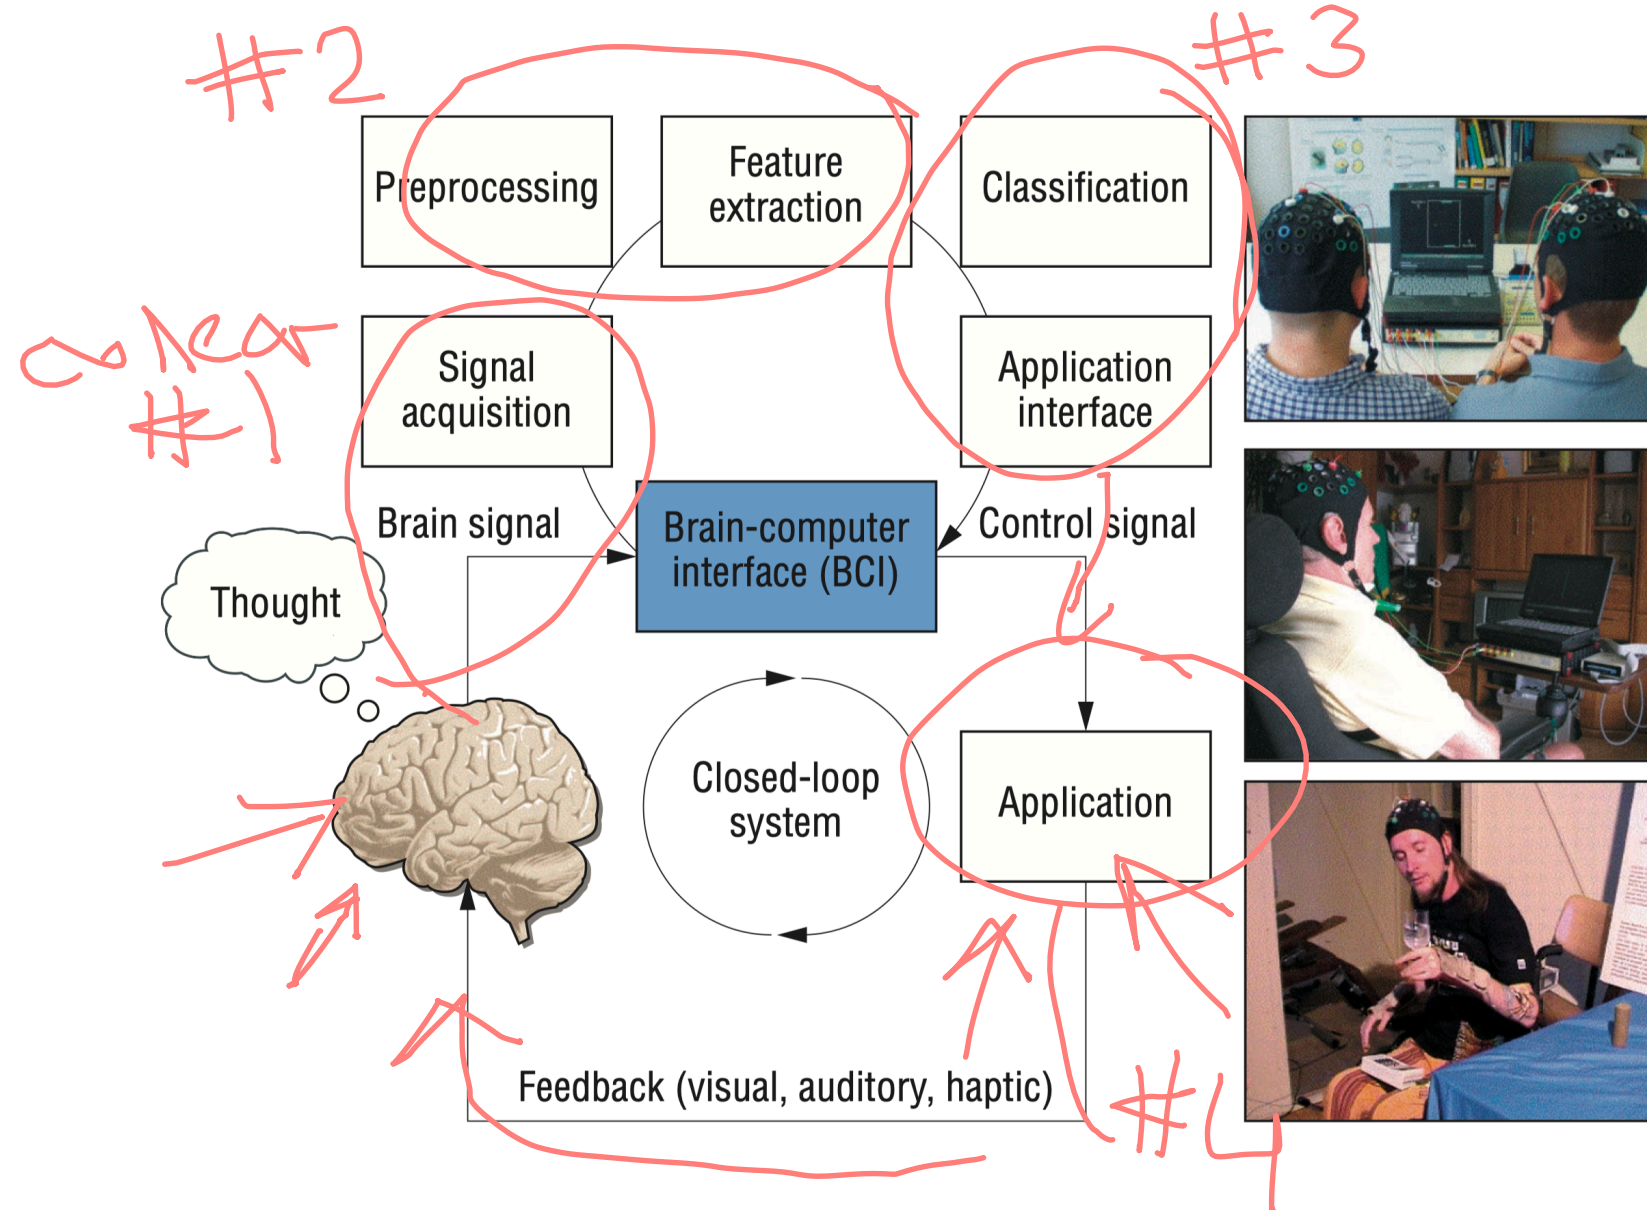 #2
#3
Preprocessing
Feature
extraction
Classification
#1
Signal
acquisition
Application
interface
Brain signal
Brain-computer
interface (BCI)
Control signal
Thought
Closed-loop
system
Application
Feedback (visual, auditory, haptic)
#4